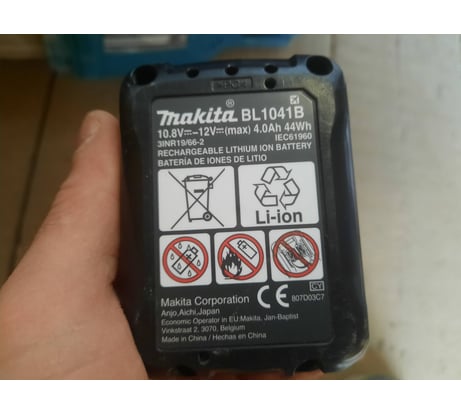 makita® BL1041B
10.8V⎓-12V⎓(max) 4.0Ah 44Wh
3INR19/66-2 IEC61960
RECHARGEABLE LITHIUM ION BATTERY
BATERÍA DE IONES DE LITIO
Li-ion
Makita Corporation
Anjo,Aichi,Japan
CE CY
807D03C7
Economic Operator in EU:Makita, Jan-Baptist
Vinkstraat 2, 3070, Belgium
Made in China / Hechas en China